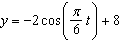 y = −2cos(π/6 t) + 8